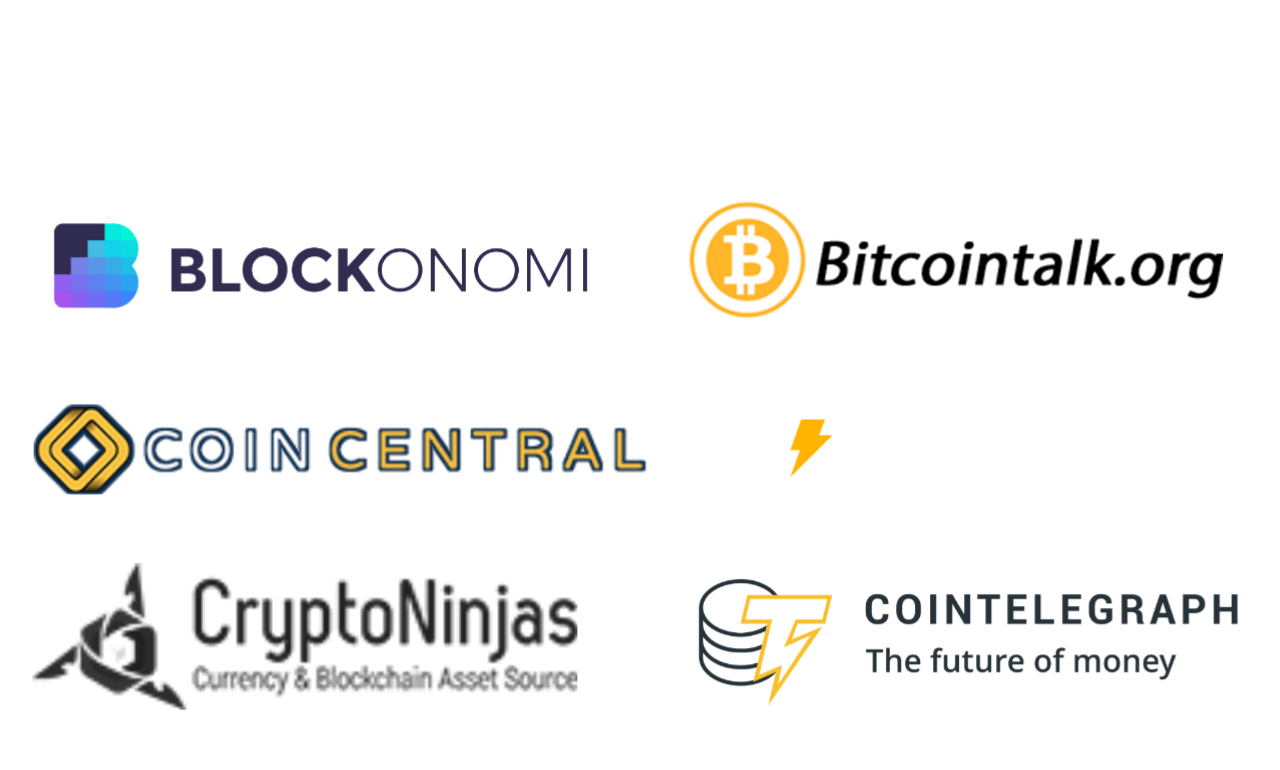 BLOCKONOMI
Bitcointalk.org
COIN CENTRAL
CryptoNinjas
Currency & Blockchain Asset Source
COINTELEGRAPH
The future of money